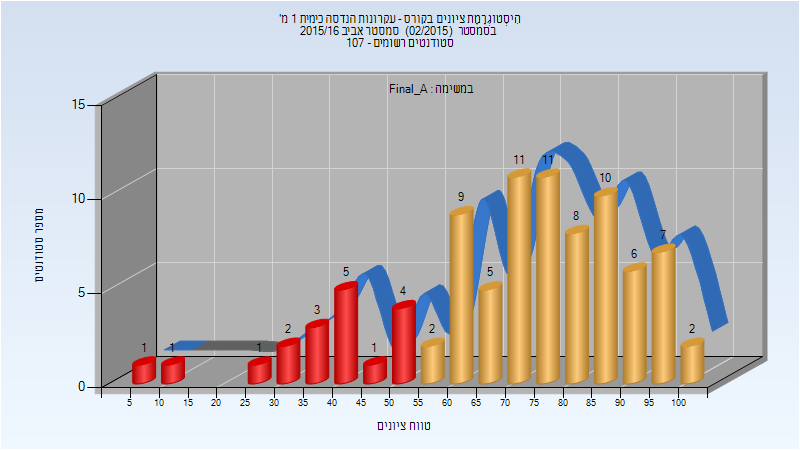 היסטוגרמת ציונים בקורס - עקרונות הנדסה כימית 1 מ'
בסמסטר (02/2015) סמסטר אביב 2015/16
סטודנטים רשומים - 107
במשימה : Final_A
מספר סטודנטים
15
10
5
0
1 1 1 2 3 5 1 4 2 9 5 11 11 8 10 6 7 2
5 10 15 20 25 30 35 40 45 50 55 60 65 70 75 80 85 90 95 100
טווח ציונים